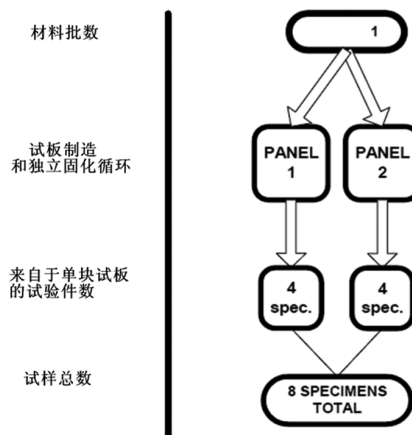 材料批数
1
试板制造
和独立固化循环
PANEL
1
PANEL
2
来自于单块试板
的试验件数
4
spec.
4
spec.
试样总数
8 SPECIMENS
TOTAL